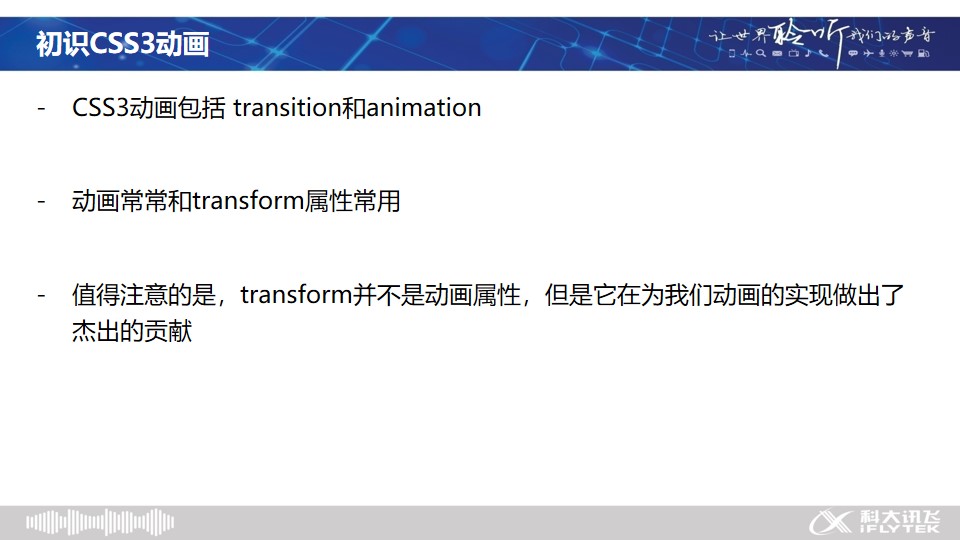 初识CSS3动画
让世界聆听我们的声音
- CSS3动画包括 transition和animation
- 动画常常和transform属性常用
- 值得注意的是，transform并不是动画属性，但是它在为我们动画的实现做出了
杰出的贡献
科大讯飞
iFLYTEK